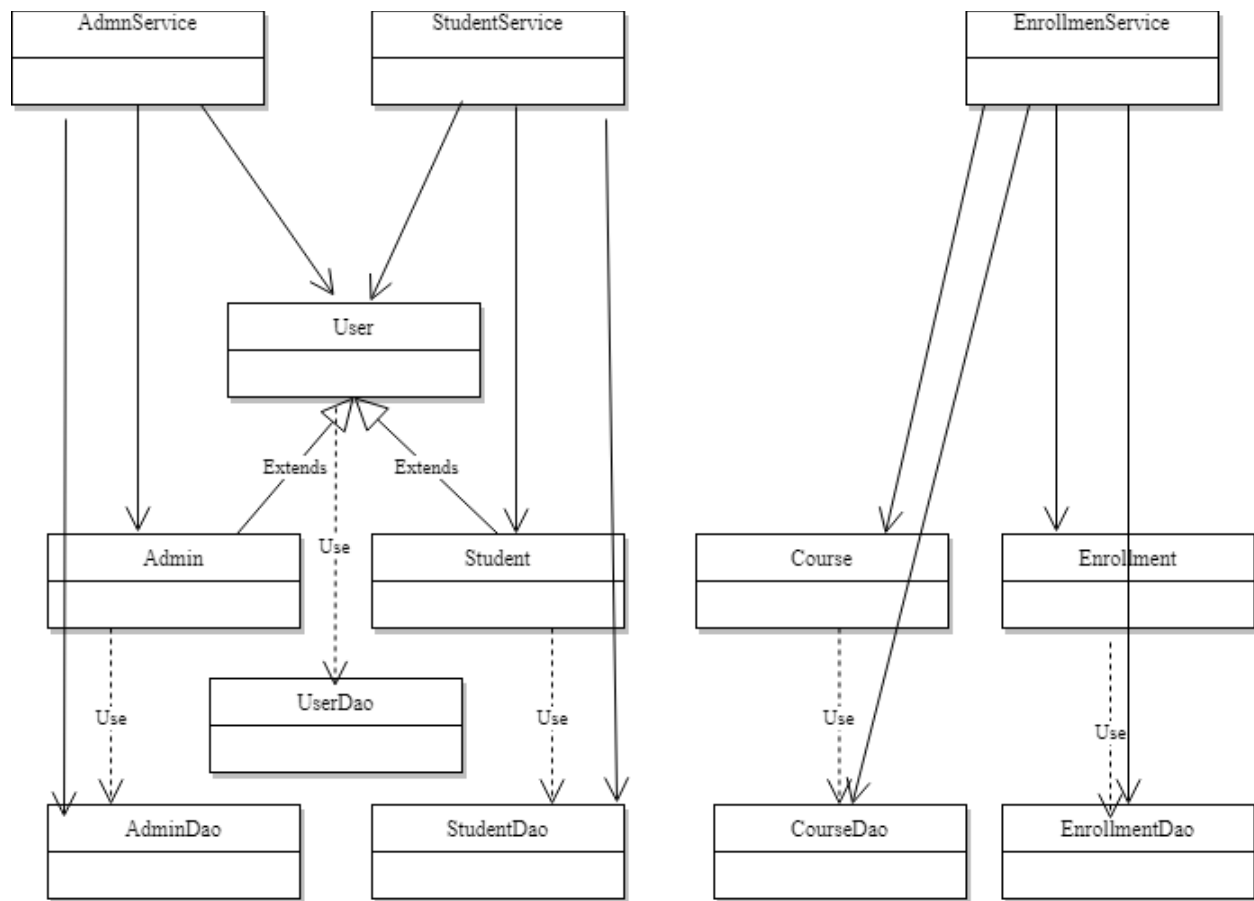 AdmnService
StudentService
EnrollmenService
User
Extends
Extends
Use
Admin
Student
Course
Enrollment
UserDao
Use
Use
Use
Use
AdminDao
StudentDao
CourseDao
EnrollmentDao